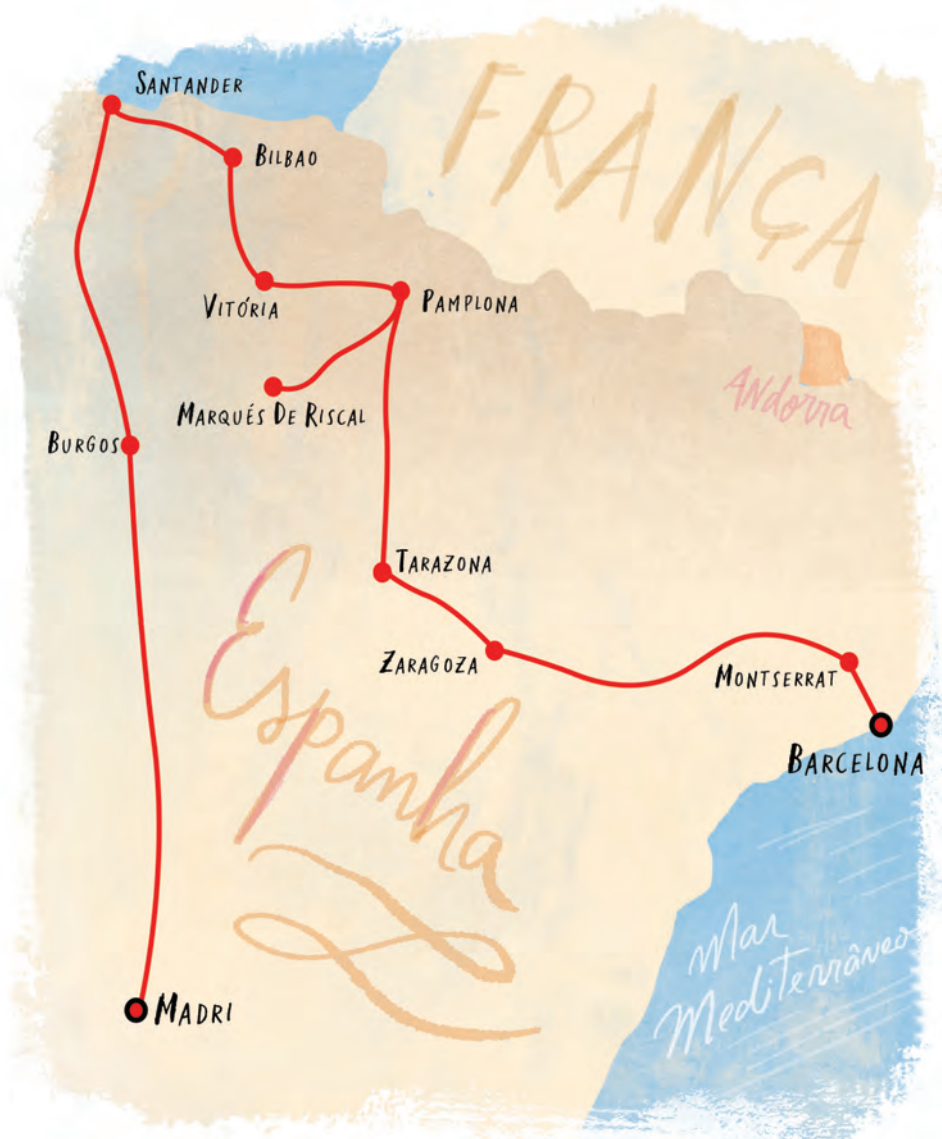 FRANÇA
SANTANDER
BILBAO
VITÓRIA
PAMPLONA
ANdorra
MARQUÉS DE RISCAL
BURGOS
TARAZONA
Espanha
ZARAGOZA
MONTSERRAT
BARCELONA
Mar
Mediterrâneo
MADRI